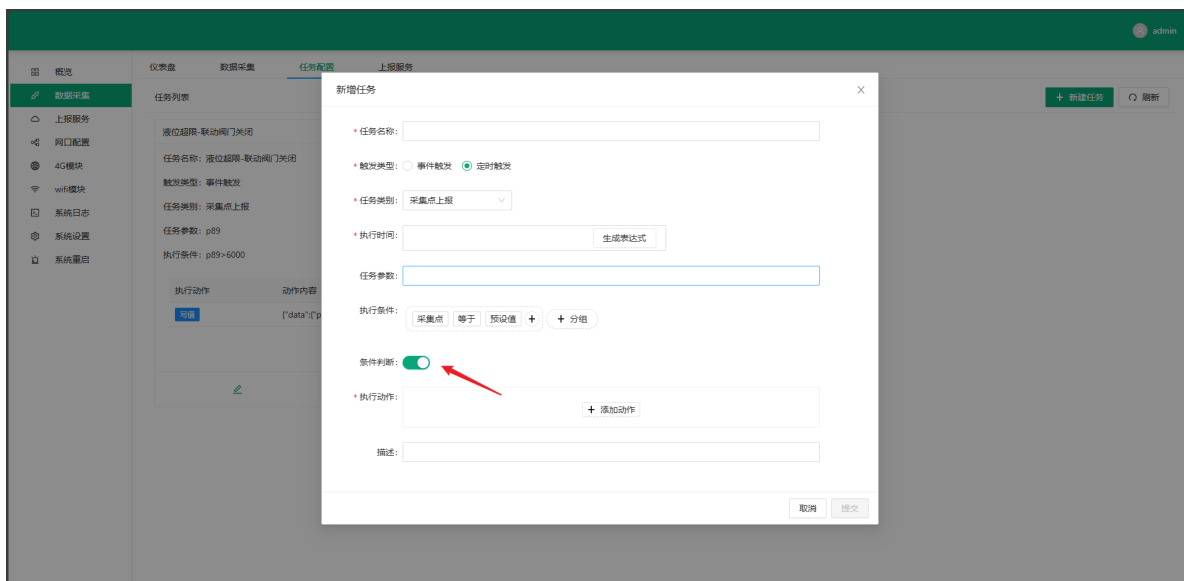 admin
概览
数据采集
上报服务
网口配置
4G模块
wifi模块
系统日志
系统设置
系统重启
仪表盘 数据采集 任务配置 上报服务
任务列表
+ 新建任务 刷新
液位超限-联动阀门关闭
任务名称: 液位超限-联动阀门关闭
触发类型: 事件触发
任务类别: 采集点上报
任务参数: p89
执行条件: p89>6000
执行动作 动作内容
写值 {"data":{"p
新增任务
* 任务名称:
* 触发类型: 事件触发 定时触发
* 任务类别: 采集点上报
* 执行时间: 生成表达式
任务参数:
执行条件: 采集点 等于 预设值 + + 分组
条件判断:
* 执行动作: + 添加动作
描述:
取消 提交